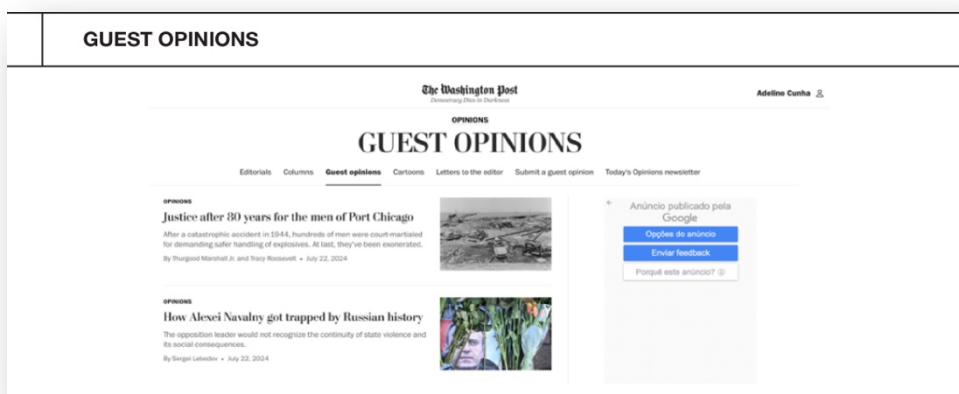 GUEST OPINIONS
The Washington Post
Democracy Dies in Darkness
Adelino Cunha
OPINIONS
GUEST OPINIONS
Editorials Columns Guest opinions Cartoons Letters to the editor Submit a guest opinion Today's Opinions newsletter
OPINIONS
Justice after 80 years for the men of Port Chicago
After a catastrophic accident in 1944, hundreds of men were court-martialed
for demanding safer handling of explosives. At last, they've been exonerated.
By Thurgood Marshall Jr. and Tracy Roosevelt • July 22, 2024
OPINIONS
How Alexei Navalny got trapped by Russian history
The opposition leader would not recognize the continuity of state violence and
its social consequences.
By Sergei Lebedev • July 22, 2024
Anúncio publicado pela
Google
Opções do anúncio
Enviar feedback
Porquê este anúncio?